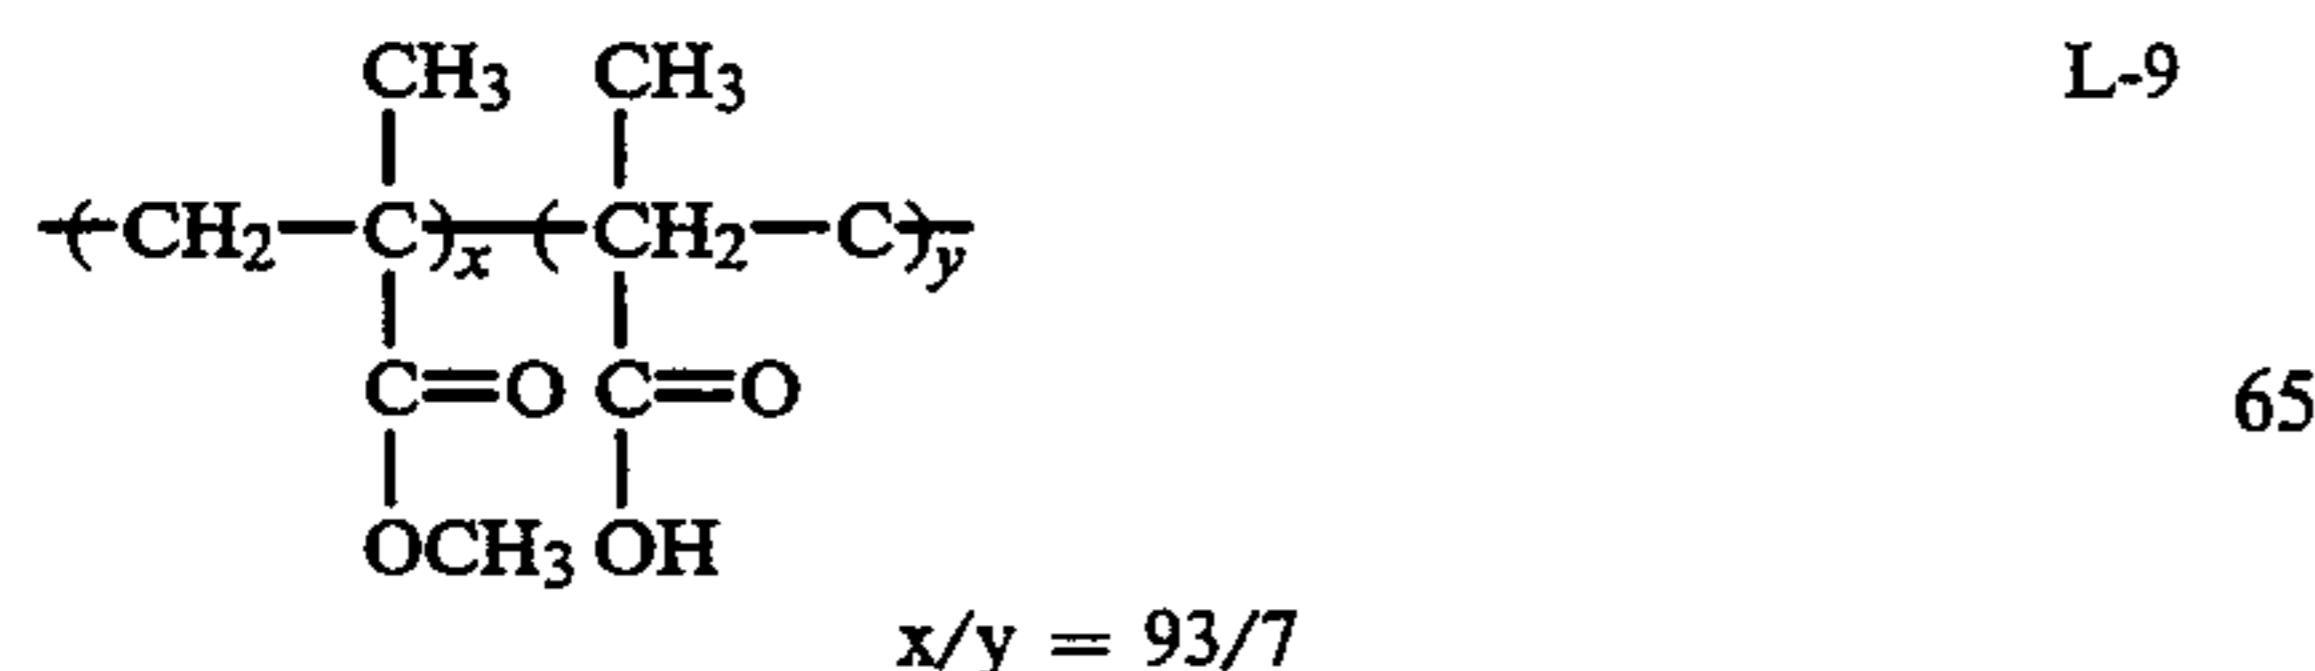 CH3 CH3 L-9
-(CH2-C)x-(CH2-C)y-
C=O C=O 65
OCH3 OH
x/y = 93/7